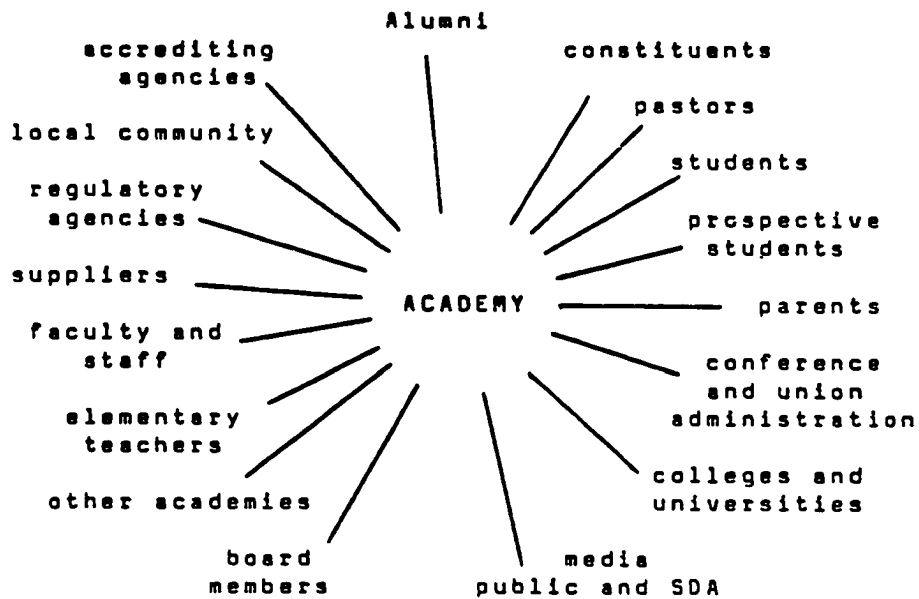 Alumni
accrediting
agencies
constituents
pastors
local community
students
regulatory
agencies
prospective
students
suppliers
ACADEMY
parents
faculty and
staff
conference
and union
administration
elementary
teachers
colleges and
universities
other academies
board
members
media
public and SDA